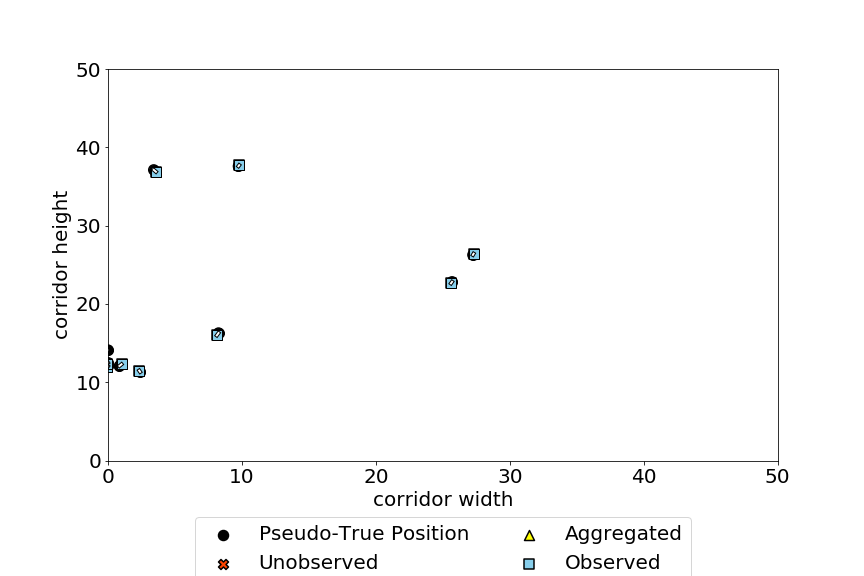 50
40
30
20
10
0
corridor height
0 10 20 30 40 50
corridor width
Pseudo-True Position Aggregated
Unobserved Observed